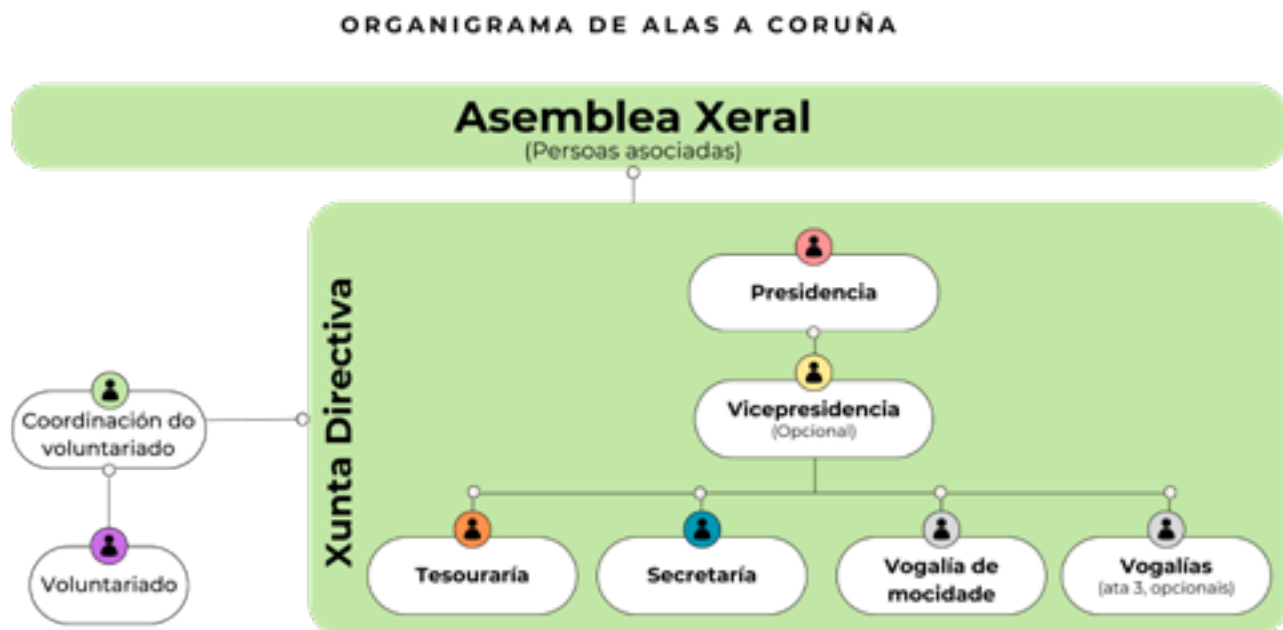 ORGANIGRAMA DE ALAS A CORUÑA
Asemblea Xeral
(Persoas asociadas)
Xunta Directiva
Presidencia
Vicepresidencia
(Opcional)
Coordinación do
voluntariado
Voluntariado
Tesouraría
Secretaría
Vogalía de
mocidade
Vogalías
(ata 3, opcionais)